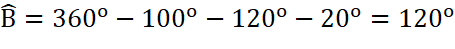 B̂ = 360º − 100º − 120º − 20º = 120º